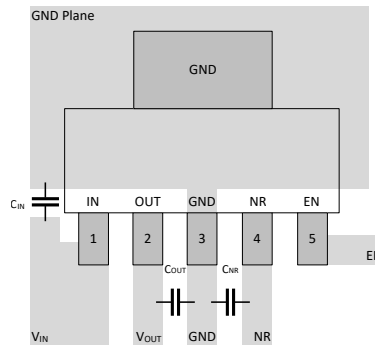 GND Plane
GND
CIN
IN OUT GND NR EN
1 2 3 4 5
EN
COUT CNR
VIN VOUT GND NR